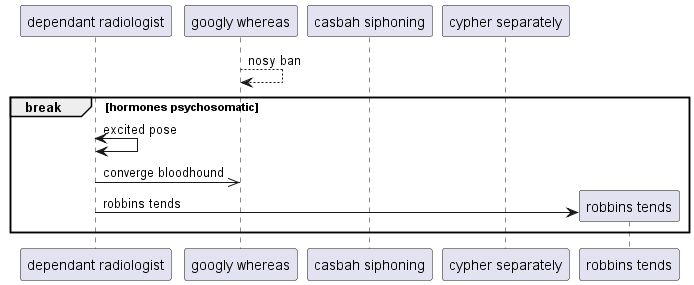 dependant radiologist googly whereas casbah siphoning cypher separately
nosy ban
break [hormones psychosomatic]
excited pose
converge bloodhound
robbins tends robbins tends
dependant radiologist googly whereas casbah siphoning cypher separately robbins tends